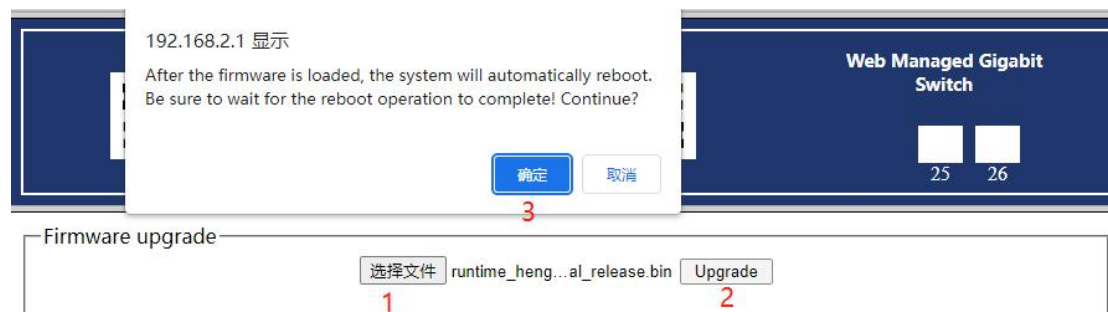 192.168.2.1 显示
After the firmware is loaded, the system will automatically reboot.
Be sure to wait for the reboot operation to complete! Continue?
确定
取消
3
Web Managed Gigabit
Switch
25 26
Firmware upgrade
选择文件 runtime_heng...al_release.bin Upgrade
1 2